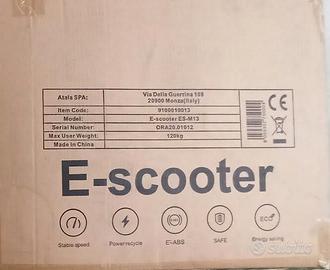 Atala SPA: Via Della Guerrina 108
20900 Monza(Italy)
Item Code: 9100010013
Model: E-scooter ES-M13
Serial Number: ORA20.01012
Max User Weight: 120kg
Made In China
CE
E-scooter
ECO
Stable speed Power recycle E-ABS SAFE Energy saving
Subito